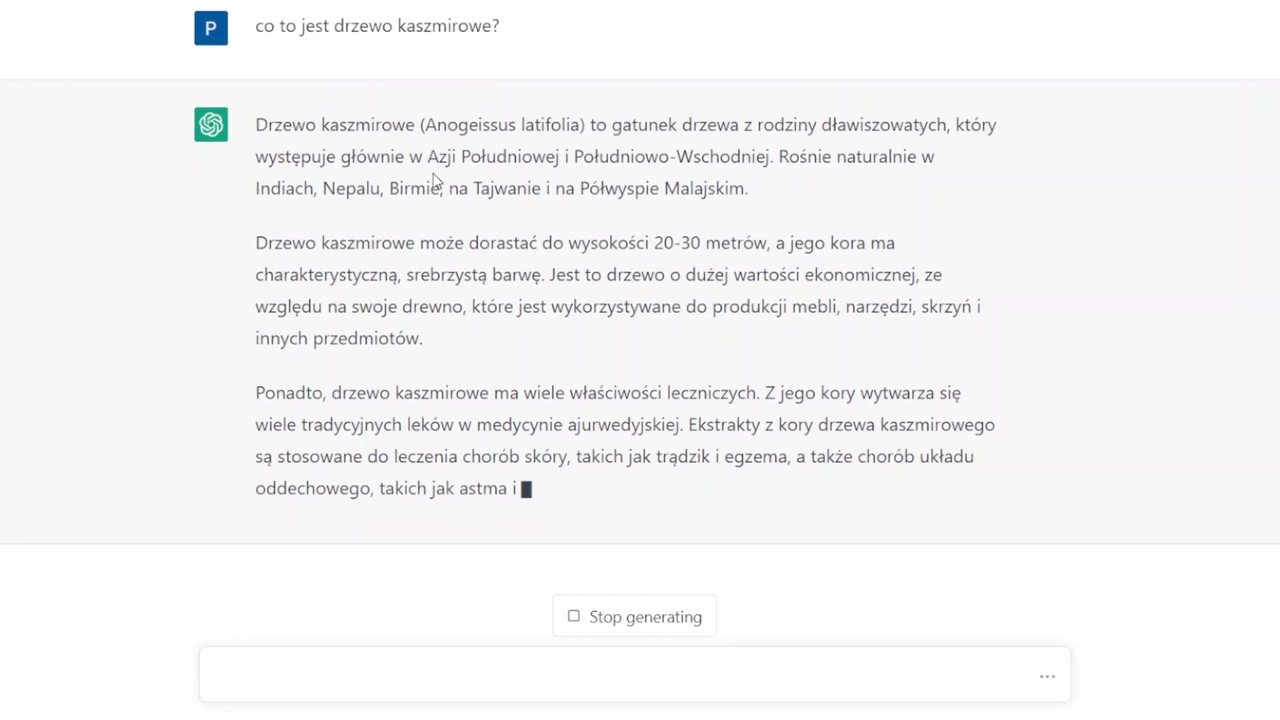 P
co to jest drzewo kaszmirowe?
Drzewo kaszmirowe (Anogeissus latifolia) to gatunek drzewa z rodziny dławiszowatych, który
występuje głównie w Azji Południowej i Południowo-Wschodniej. Rośnie naturalnie w
Indiach, Nepalu, Birmie, na Tajwanie i na Półwyspie Malajskim.
Drzewo kaszmirowe może dorastać do wysokości 20-30 metrów, a jego kora ma
charakterystyczną, srebrzystą barwę. Jest to drzewo o dużej wartości ekonomicznej, ze
względu na swoje drewno, które jest wykorzystywane do produkcji mebli, narzędzi, skrzyń i
innych przedmiotów.
Ponadto, drzewo kaszmirowe ma wiele właściwości leczniczych. Z jego kory wytwarza się
wiele tradycyjnych leków w medycynie ajurwedyjskiej. Ekstrakty z kory drzewa kaszmirowego
są stosowane do leczenia chorób skóry, takich jak trądzik i egzema, a także chorób układu
oddechowego, takich jak astma i
Stop generating